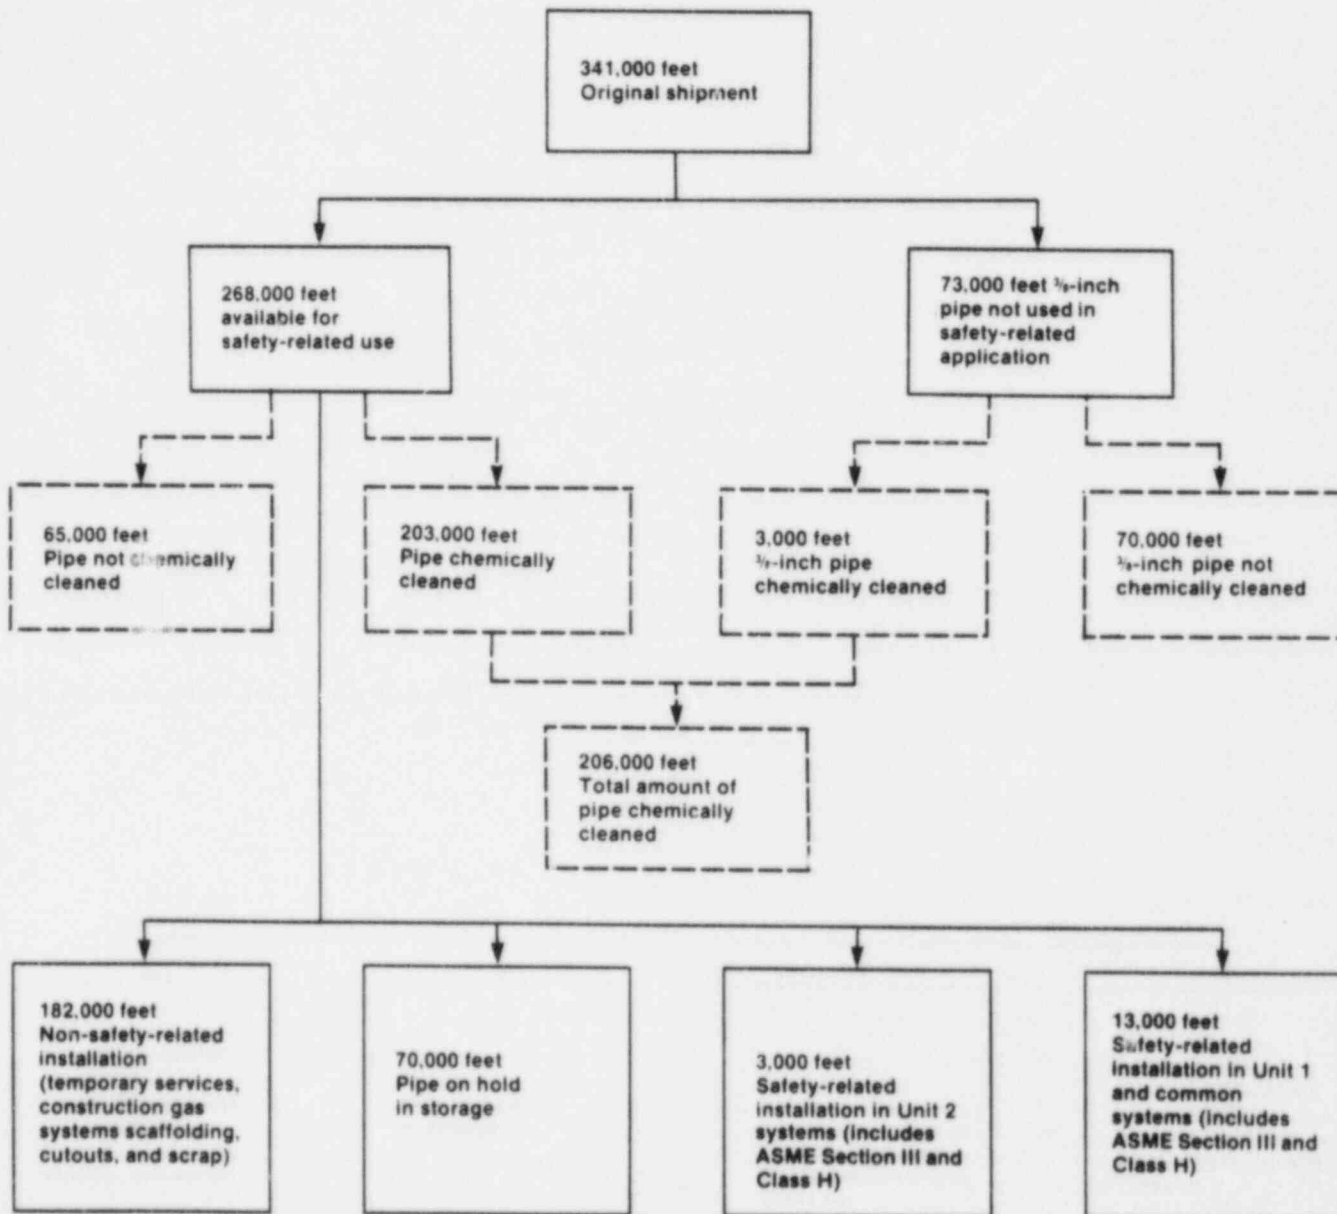 341,000 feet
Original shipment
268,000 feet
available for
safety-related use
73,000 feet ⅜-inch
pipe not used in
safety-related
application
65,000 feet
Pipe not chemically
cleaned
203,000 feet
Pipe chemically
cleaned
3,000 feet
⅜-inch pipe
chemically cleaned
70,000 feet
⅜-inch pipe not
chemically cleaned
206,000 feet
Total amount of
pipe chemically
cleaned
182,000 feet
Non-safety-related
installation
(temporary services,
construction gas
systems scaffolding,
cutouts, and scrap)
70,000 feet
Pipe on hold
in storage
3,000 feet
Safety-related
installation in Unit 2
systems (includes
ASME Section III and
Class H)
13,000 feet
Safety-related
installation in Unit 1
and common
systems (includes
ASME Section III and
Class H)